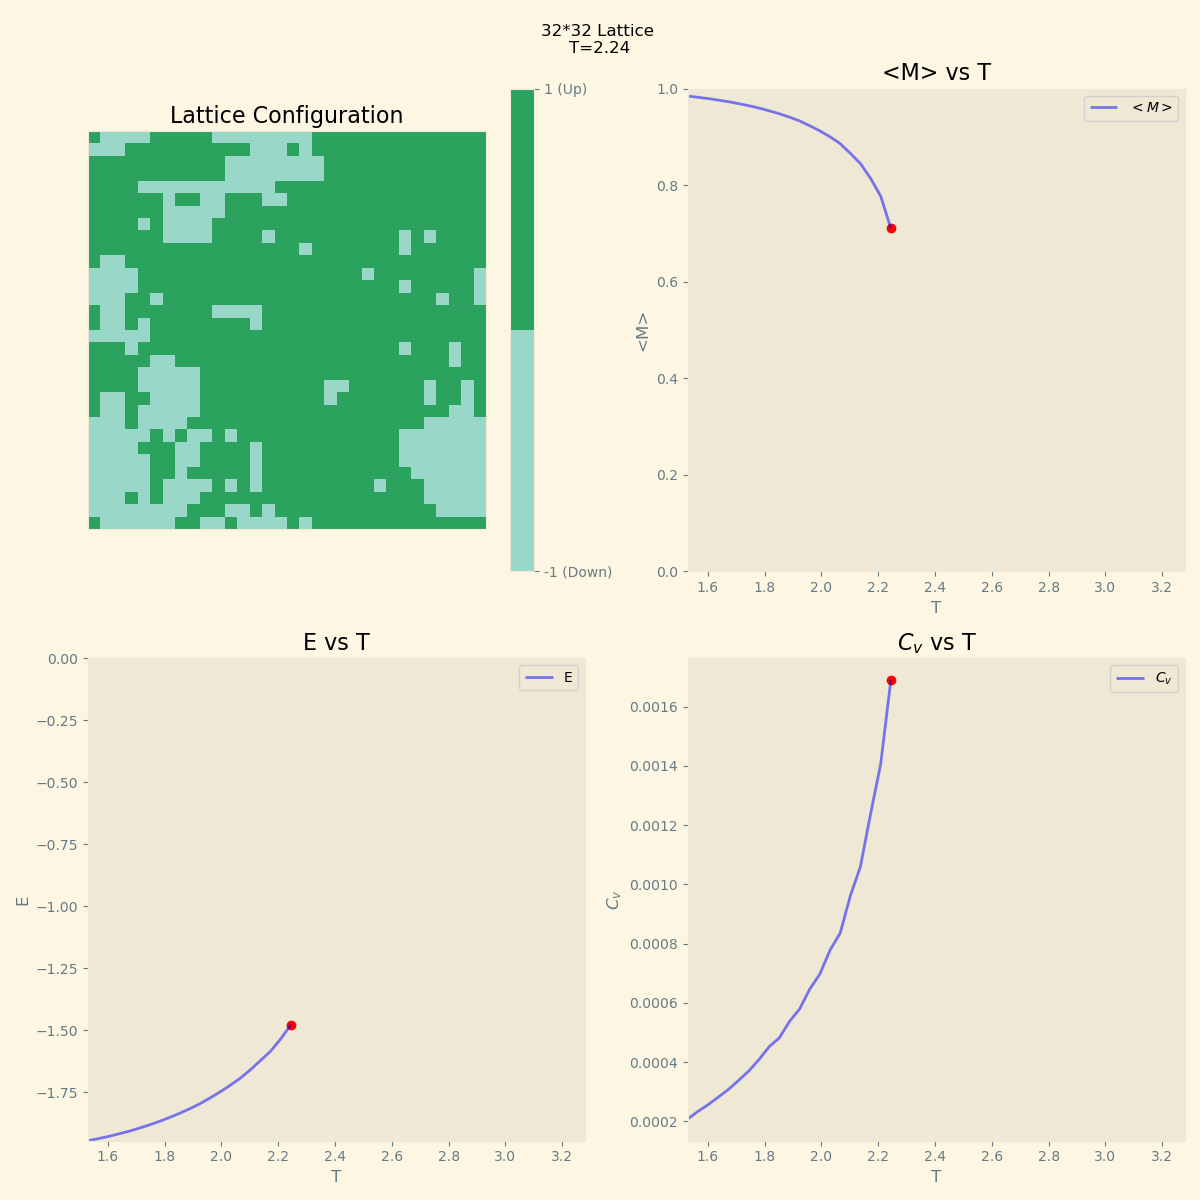 32*32 Lattice
T=2.24
Lattice Configuration
1 (Up)
-1 (Down)
<M> vs T
<M>
1.0
0.8
0.6
0.4
0.2
0.0
<M>
1.6 1.8 2.0 2.2 2.4 2.6 2.8 3.0 3.2
T
E vs T
E
0.00
−0.25
−0.50
−0.75
−1.00
−1.25
−1.50
−1.75
E
1.6 1.8 2.0 2.2 2.4 2.6 2.8 3.0 3.2
T
Cv vs T
Cv
0.0016
0.0014
0.0012
0.0010
0.0008
0.0006
0.0004
0.0002
Cv
1.6 1.8 2.0 2.2 2.4 2.6 2.8 3.0 3.2
T